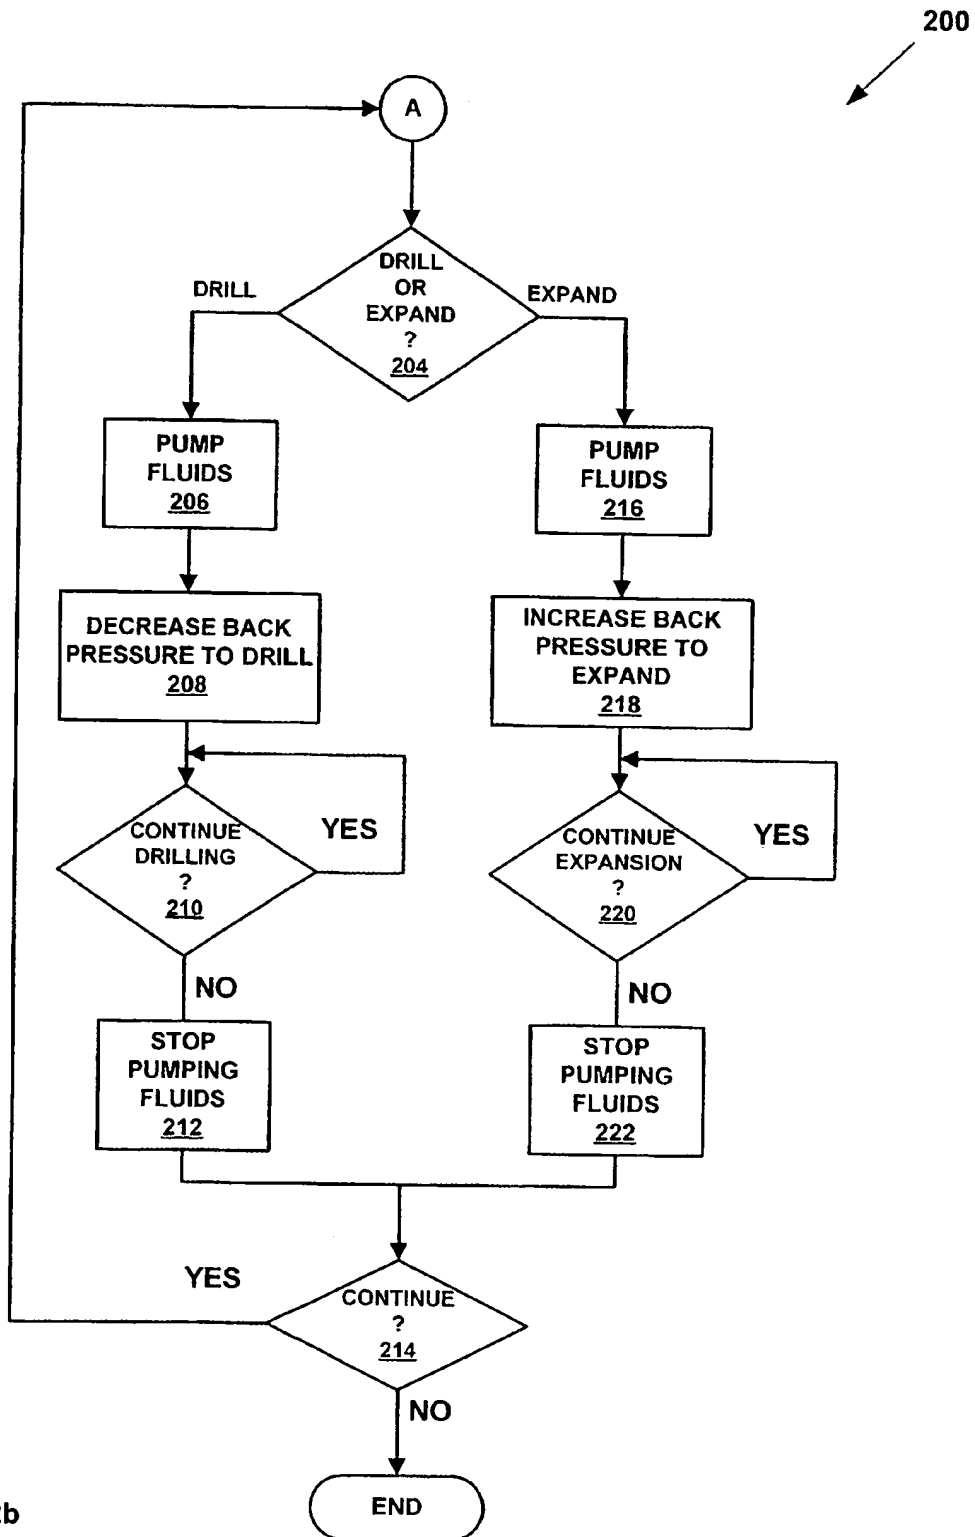 200
A
DRILL
OR
EXPAND
?
204
DRILL
EXPAND
PUMP
FLUIDS
206
DECREASE BACK
PRESSURE TO DRILL
208
CONTINUE
DRILLING
?
210
YES
NO
STOP
PUMPING
FLUIDS
212
PUMP
FLUIDS
216
INCREASE BACK
PRESSURE TO
EXPAND
218
CONTINUE
EXPANSION
?
220
YES
NO
STOP
PUMPING
FLUIDS
222
CONTINUE
?
214
YES
NO
END